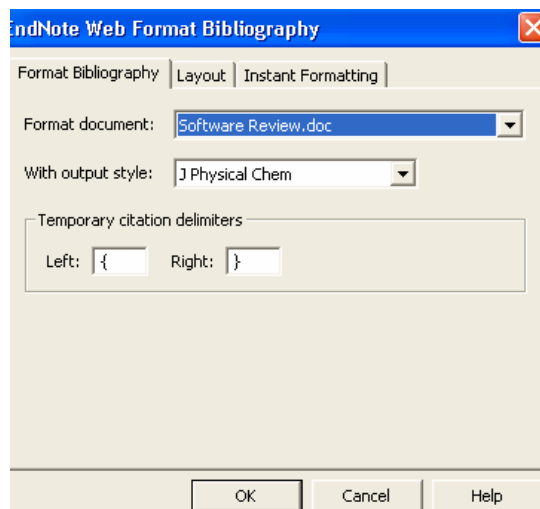 EndNote Web Format Bibliography
Format Bibliography Layout Instant Formatting
Format document: Software Review.doc
With output style: J Physical Chem
Temporary citation delimiters
Left: { Right: }
OK Cancel Help